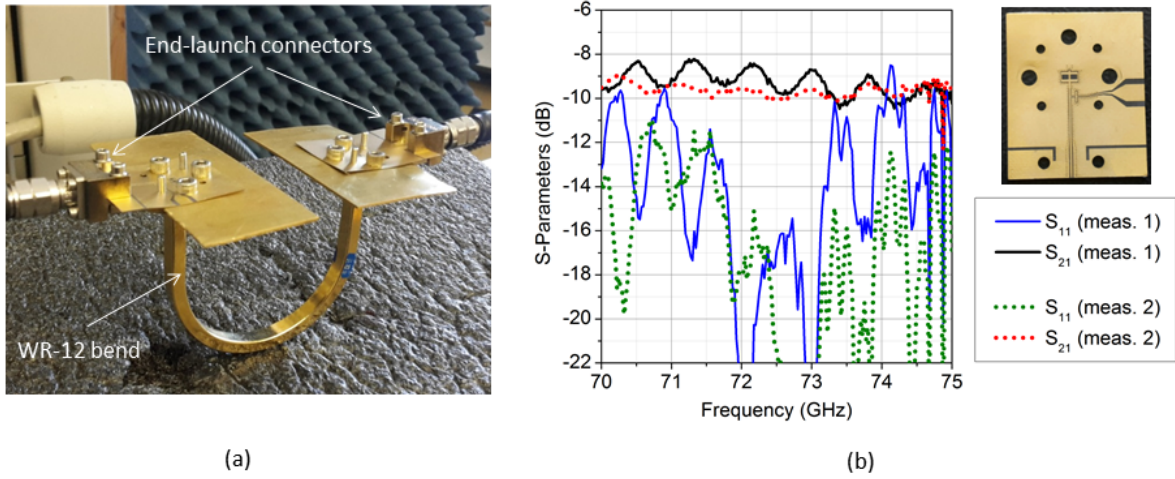 End-launch connectors
WR-12 bend
(a)
S-Parameters (dB)
-6
-8
-10
-12
-14
-16
-18
-20
-22
70 71 72 73 74 75
Frequency (GHz)
S₁₁ (meas. 1)
S₂₁ (meas. 1)
S₁₁ (meas. 2)
S₂₁ (meas. 2)
(b)